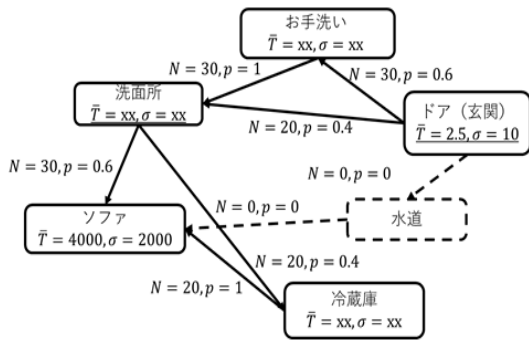 お手洗い
T̄ = xx, σ = xx
N = 30, p = 1
N = 30, p = 0.6
洗面所
T̄ = xx, σ = xx
ドア（玄関）
T̄ = 2.5, σ = 10
N = 20, p = 0.4
N = 30, p = 0.6
N = 0, p = 0
ソファ
T̄ = 4000, σ = 2000
N = 0, p = 0
水道
N = 20, p = 0.4
N = 20, p = 1
冷蔵庫
T̄ = xx, σ = xx